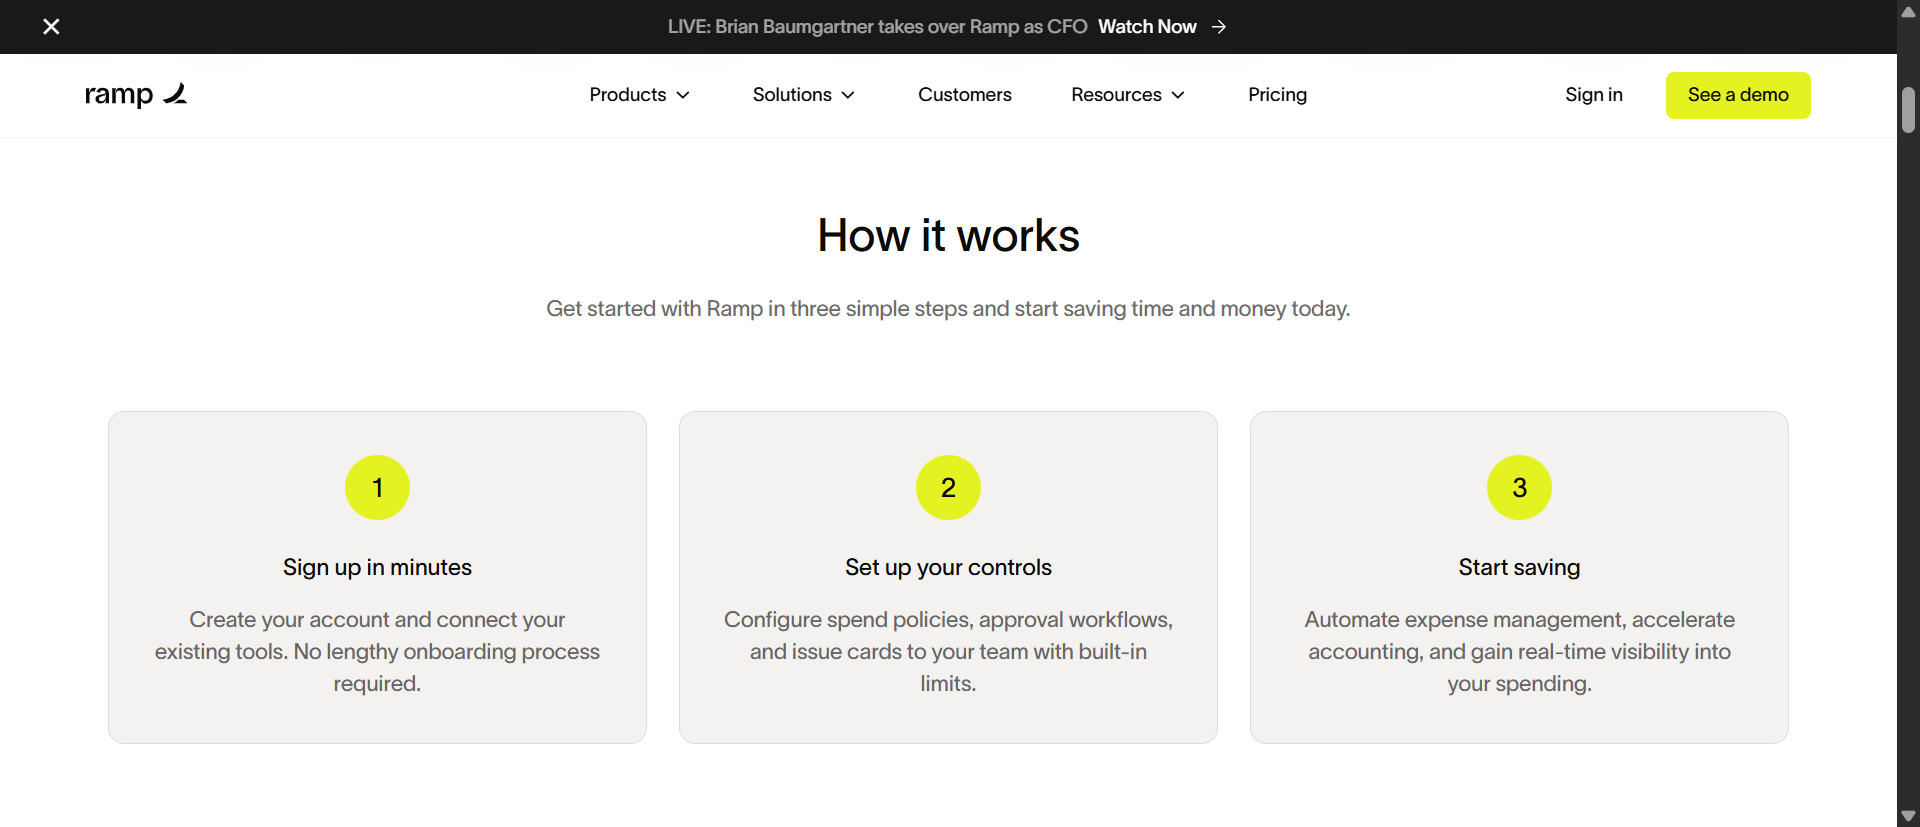 LIVE: Brian Baumgartner takes over Ramp as CFO Watch Now
ramp
Products
Solutions
Customers
Resources
Pricing
Sign in
See a demo
How it works
Get started with Ramp in three simple steps and start saving time and money today.
1
Sign up in minutes
Create your account and connect your
existing tools. No lengthy onboarding process
required.
2
Set up your controls
Configure spend policies, approval workflows,
and issue cards to your team with built-in
limits.
3
Start saving
Automate expense management, accelerate
accounting, and gain real-time visibility into
your spending.